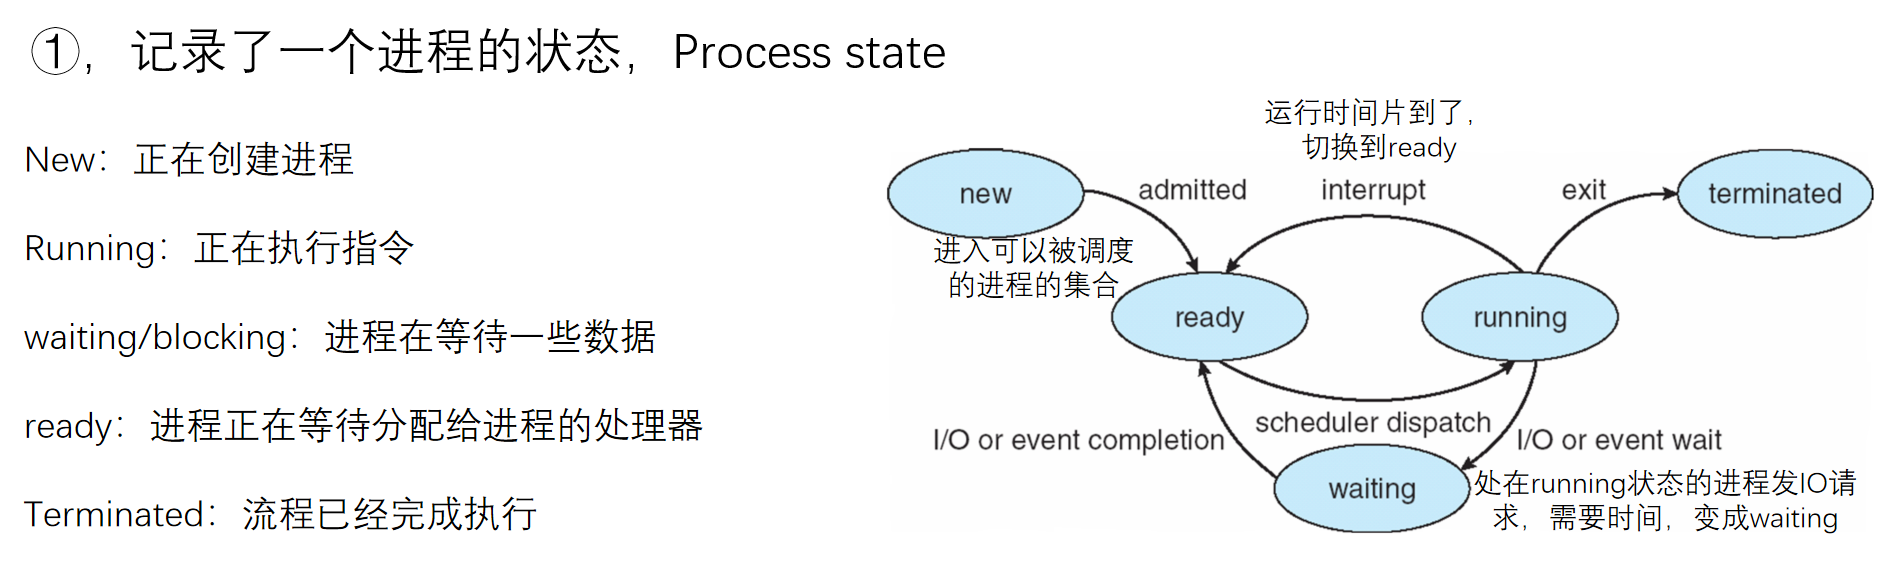 ①，记录了一个进程的状态，Process state
New：正在创建进程
Running：正在执行指令
waiting/blocking：进程在等待一些数据
ready：进程正在等待分配给进程的处理器
Terminated：流程已经完成执行
运行时间片到了，
切换到ready
new
admitted
interrupt
exit
terminated
进入可以被调度
的进程的集合
ready
running
I/O or event completion
scheduler dispatch
I/O or event wait
waiting
处在running状态的进程发IO请
求，需要时间，变成waiting